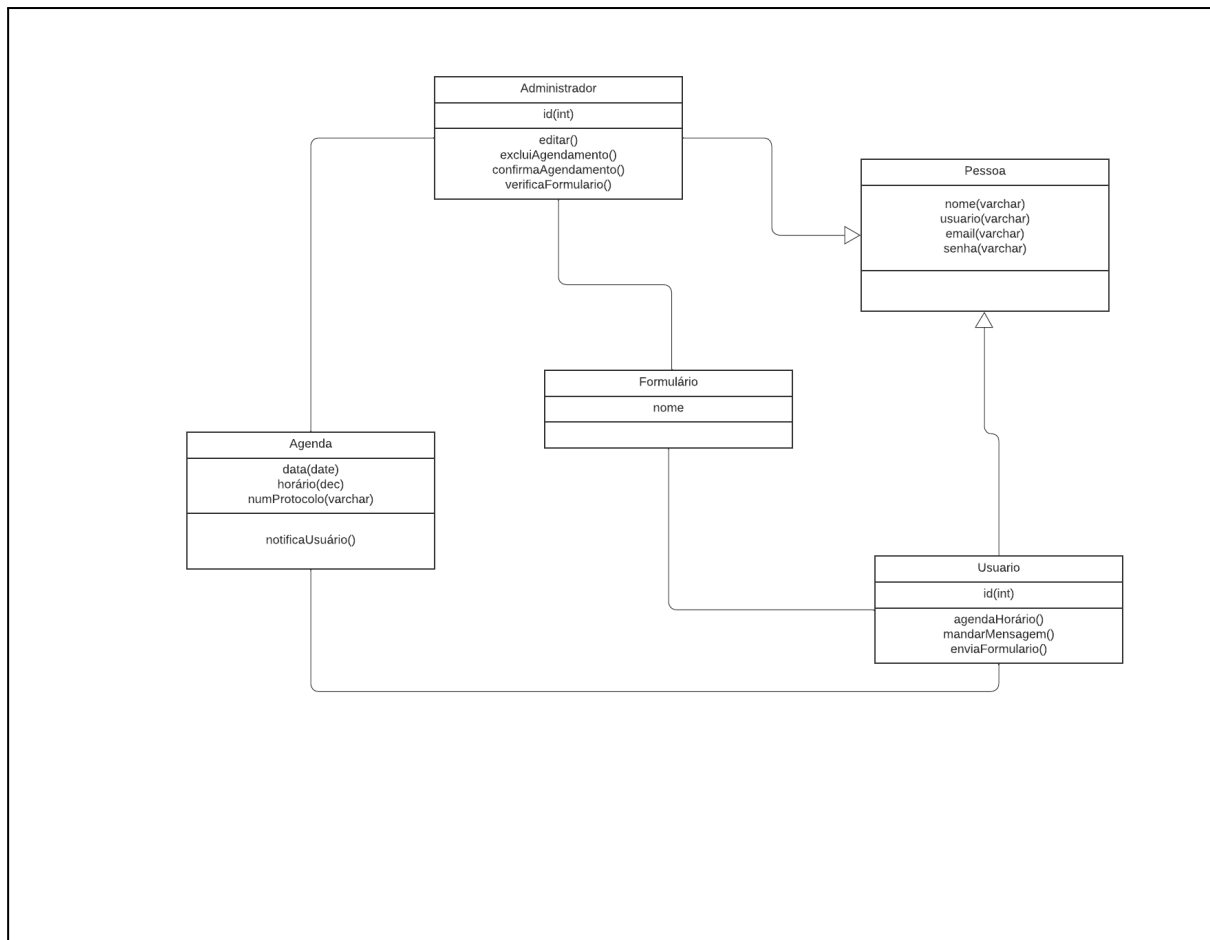 Administrador
id(int)
editar()
excluiAgendamento()
confirmaAgendamento()
verificaFormulario()
Pessoa
nome(varchar)
usuario(varchar)
email(varchar)
senha(varchar)
Formulário
nome
Agenda
data(date)
horário(dec)
numProtocolo(varchar)
notificaUsuário()
Usuario
id(int)
agendaHorário()
mandarMensagem()
enviaFormulario()